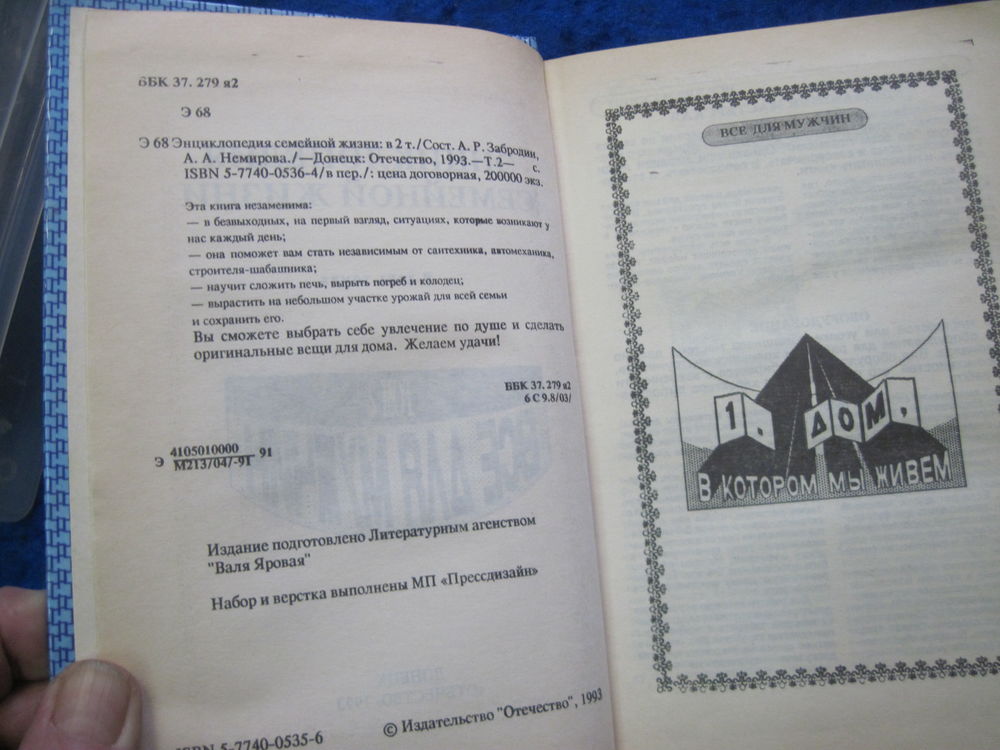 ББК 37. 279 я2
Э 68
Э 68 Энциклопедия семейной жизни: в 2 т./Сост. А. Р. Забродин,
А. А. Немирова./—Донецк: Отечество, 1993.—Т.2— с.
ISBN 5-7740-0536-4/в пер./: цена договорная, 200000 экз.
Эта книга незаменима:
— в безвыходных, на первый взгляд, ситуациях, которые возникают у
нас каждый день;
— она поможет вам стать независимым от сантехника, автомеханика,
строителя-шабашника;
— научит сложить печь, вырыть погреб и колодец;
— вырастить на небольшом участке урожай для всей семьи
и сохранить его.
Вы сможете выбрать себе увлечение по душе и сделать
оригинальные вещи для дома. Желаем удачи!
ББК 37. 279 я2
6 С 9.8/03/
Э 4105010000 91
М213/047-91
Издание подготовлено Литературным агенством
"Валя Яровая"
Набор и верстка выполнены МП «Прессдизайн»
© Издательство "Отечество", 1993
ISBN 5-7740-0535-6
ВСЕ ДЛЯ МУЖЧИН
1. ДОМ,
В КОТОРОМ МЫ ЖИВЕМ